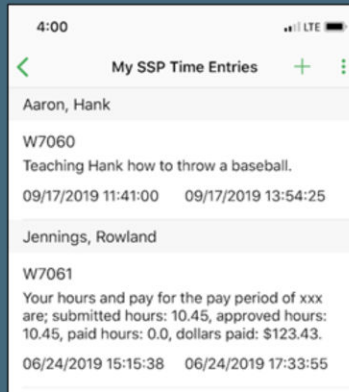 4:00 LTE
My SSP Time Entries
Aaron, Hank
W7060
Teaching Hank how to throw a baseball.
09/17/2019 11:41:00 09/17/2019 13:54:25
Jennings, Rowland
W7061
Your hours and pay for the pay period of xxx
are; submitted hours: 10.45, approved hours:
10.45, paid hours: 0.0, dollars paid: $123.43.
06/24/2019 15:15:38 06/24/2019 17:33:55